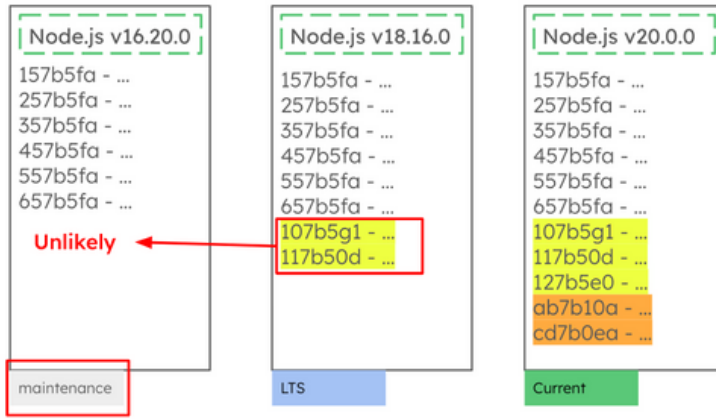 Node.js v16.20.0
157b5fa - ...
257b5fa - ...
357b5fa - ...
457b5fa - ...
557b5fa - ...
657b5fa - ...
Unlikely
maintenance
Node.js v18.16.0
157b5fa - ...
257b5fa - ...
357b5fa - ...
457b5fa - ...
557b5fa - ...
657b5fa - ...
107b5g1 - ...
117b50d - ...
LTS
Node.js v20.0.0
157b5fa - ...
257b5fa - ...
357b5fa - ...
457b5fa - ...
557b5fa - ...
657b5fa - ...
107b5g1 - ...
117b50d - ...
127b5e0 - ...
ab7b10a - ...
cd7b0ea - ...
Current